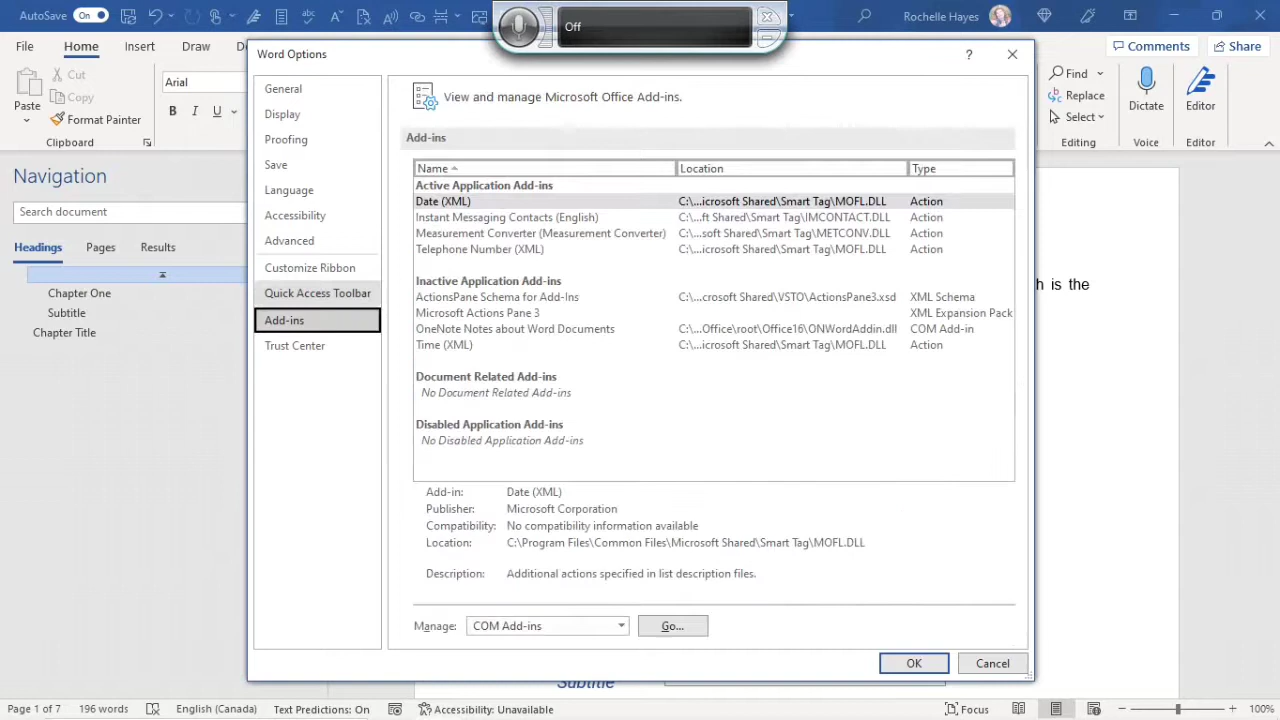 AutoSave On
Off
Rochelle Hayes
File Home Insert Draw
Comments Share
Cut
Copy
Format Painter
Paste
Clipboard
Arial
B I U
Find
Replace
Select
Editing
Dictate
Voice
Editor
Editor
Navigation
Search document
Headings Pages Results
Chapter One
Subtitle
Chapter Title
Word Options
General
Display
Proofing
Save
Language
Accessibility
Advanced
Customize Ribbon
Quick Access Toolbar
Add-ins
Trust Center
View and manage Microsoft Office Add-ins.
Add-ins
Name Location Type
Active Application Add-ins
Date (XML) C:\...icrosoft Shared\Smart Tag\MOFL.DLL Action
Instant Messaging Contacts (English) C:\...ft Shared\Smart Tag\IMCONTACT.DLL Action
Measurement Converter (Measurement Converter) C:\...soft Shared\Smart Tag\METCONV.DLL Action
Telephone Number (XML) C:\...icrosoft Shared\Smart Tag\MOFL.DLL Action
Inactive Application Add-ins
ActionsPane Schema for Add-Ins C:\...crosoft Shared\VSTO\ActionsPane3.xsd XML Schema
Microsoft Actions Pane 3 XML Expansion Pack
OneNote Notes about Word Documents C:\...Office\root\Office16\ONWordAddin.dll COM Add-in
Time (XML) C:\...icrosoft Shared\Smart Tag\MOFL.DLL Action
Document Related Add-ins
No Document Related Add-ins
Disabled Application Add-ins
No Disabled Application Add-ins
Add-in: Date (XML)
Publisher: Microsoft Corporation
Compatibility: No compatibility information available
Location: C:\Program Files\Common Files\Microsoft Shared\Smart Tag\MOFL.DLL
Description: Additional actions specified in list description files.
Manage: COM Add-ins Go...
OK Cancel
h is the
Subtitle
Page 1 of 7 196 words English (Canada) Text Predictions: On Accessibility: Unavailable Focus 100%